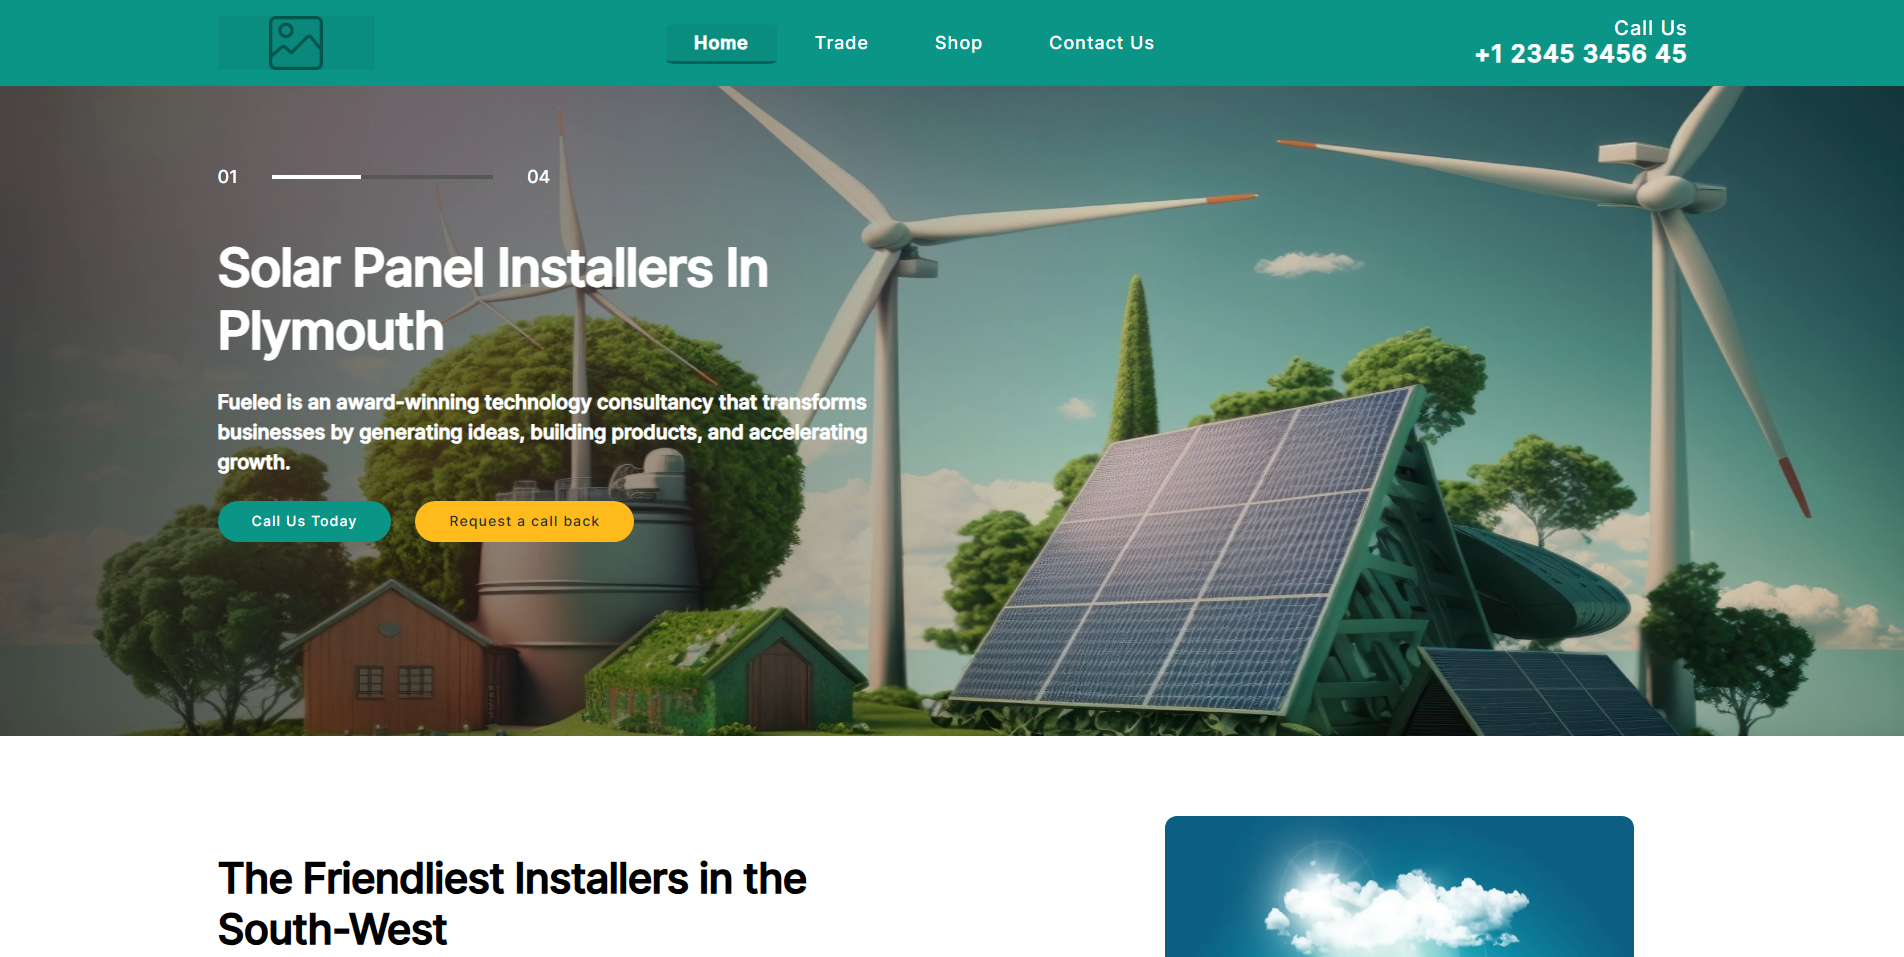 Home
Trade
Shop
Contact Us
Call Us
+1 2345 3456 45
01
04
Solar Panel Installers In
Plymouth
Fueled is an award-winning technology consultancy that transforms
businesses by generating ideas, building products, and accelerating
growth.
Call Us Today
Request a call back
The Friendliest Installers in the
South-West